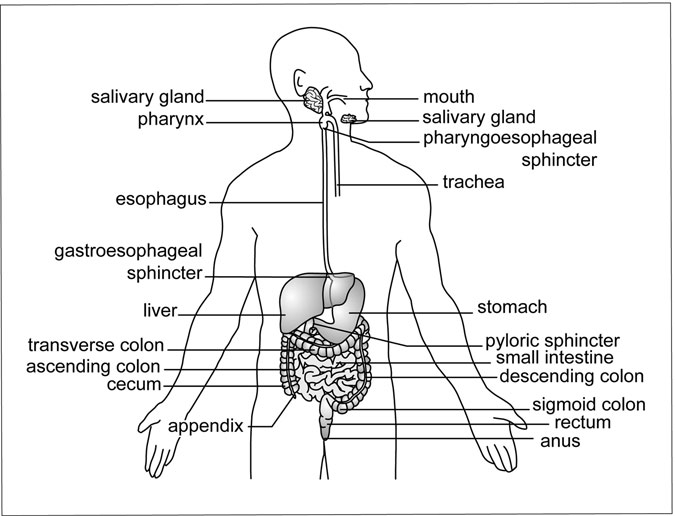 salivary gland
pharynx
esophagus
gastroesophageal
sphincter
liver
transverse colon
ascending colon
cecum
appendix
mouth
salivary gland
pharyngoesophageal
sphincter
trachea
stomach
pyloric sphincter
small intestine
descending colon
sigmoid colon
rectum
anus